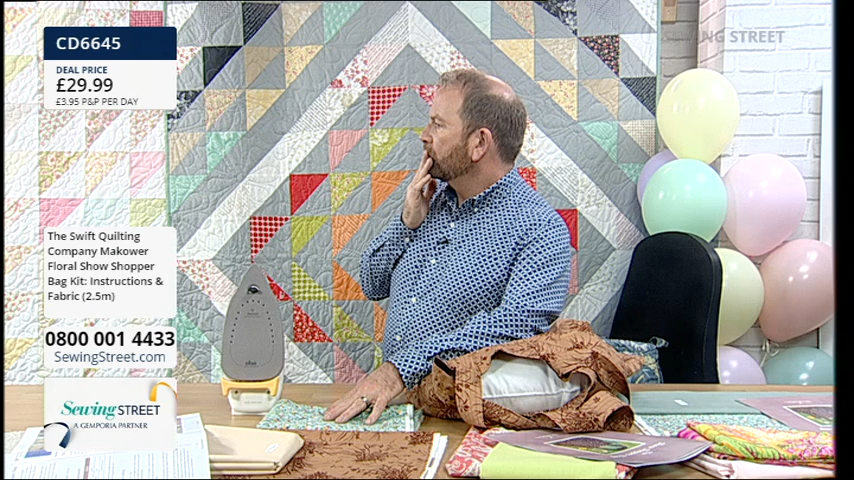 CD6645
DEAL PRICE
£29.99
£3.95 P&P PER DAY
SEWING STREET
The Swift Quilting
Company Makower
Floral Show Shopper
Bag Kit: Instructions &
Fabric (2.5m)
0800 001 4433
SewingStreet.com
Sewing STREET
A GEMPORIA PARTNER